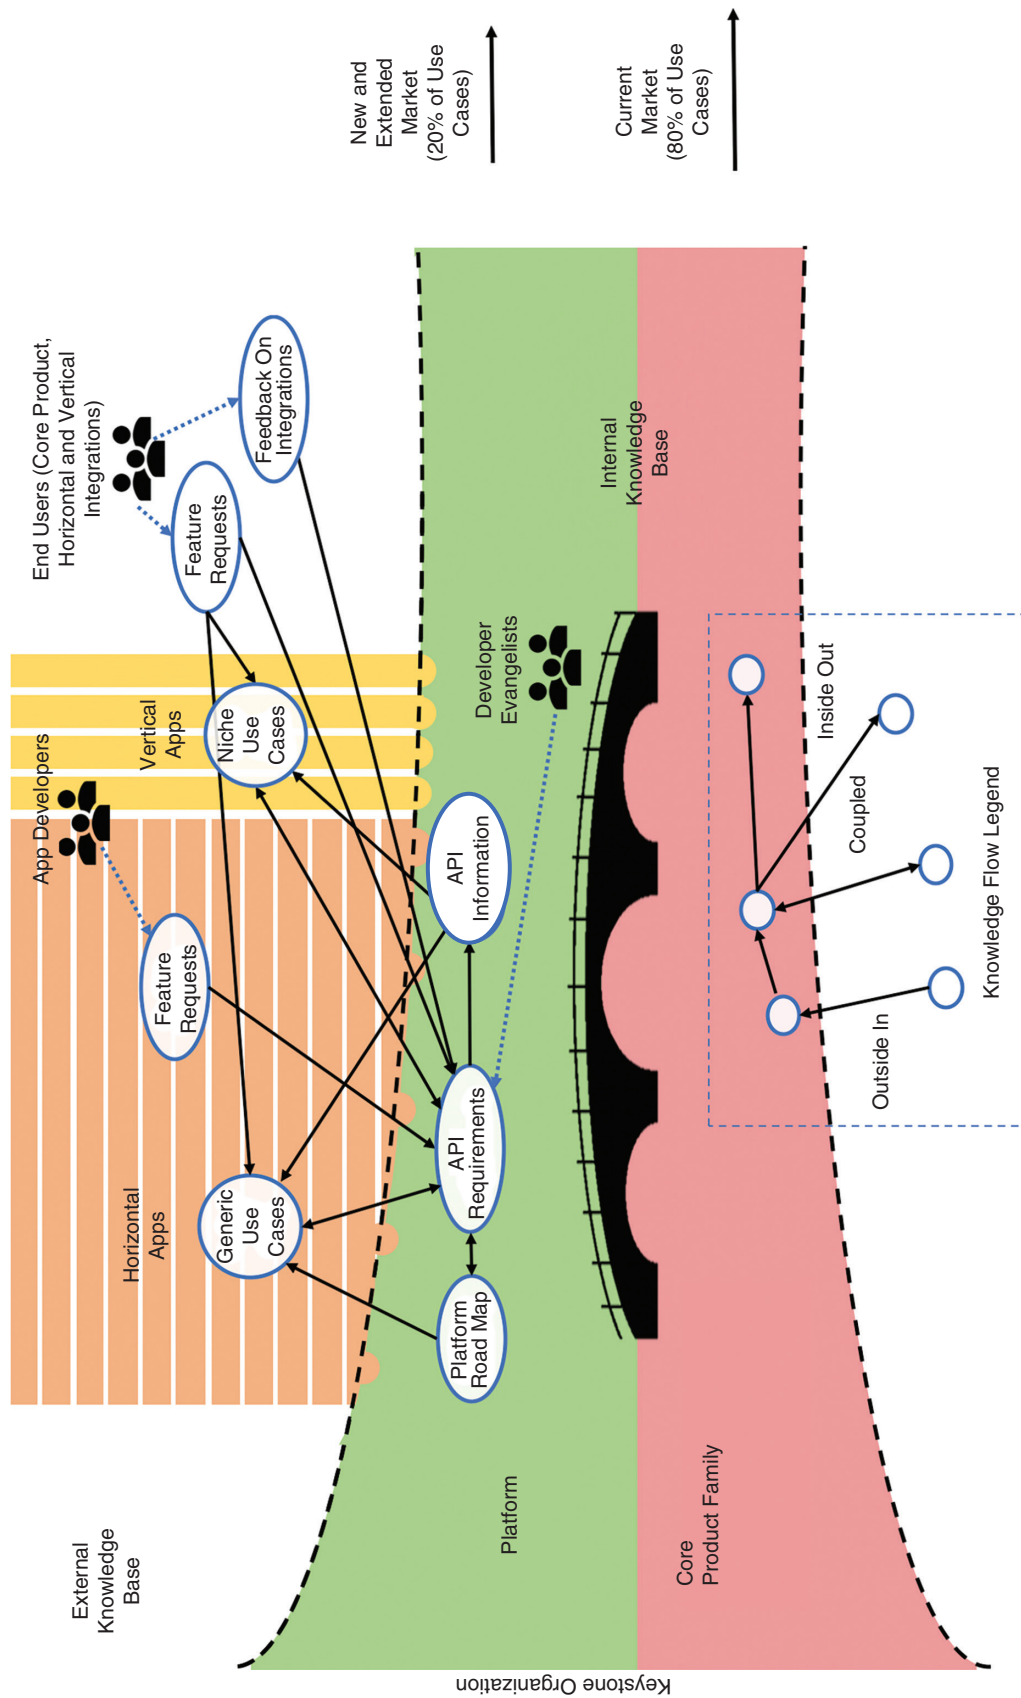 External
Knowledge
Base
App Developers
End Users (Core Product,
Horizontal and Vertical
Integrations)
Horizontal
Apps
Vertical
Apps
Feature
Requests
Feature
Requests
Feedback On
Integrations
Generic
Use
Cases
Niche
Use
Cases
New and
Extended
Market
(20% of Use
Cases)
Keystone Organization
Platform
Platform
Road Map
API
Requirements
API
Information
Developer
Evangelists
Internal
Knowledge
Base
Current
Market
(80% of Use
Cases)
Core
Product Family
Outside In
Coupled
Inside Out
Knowledge Flow Legend